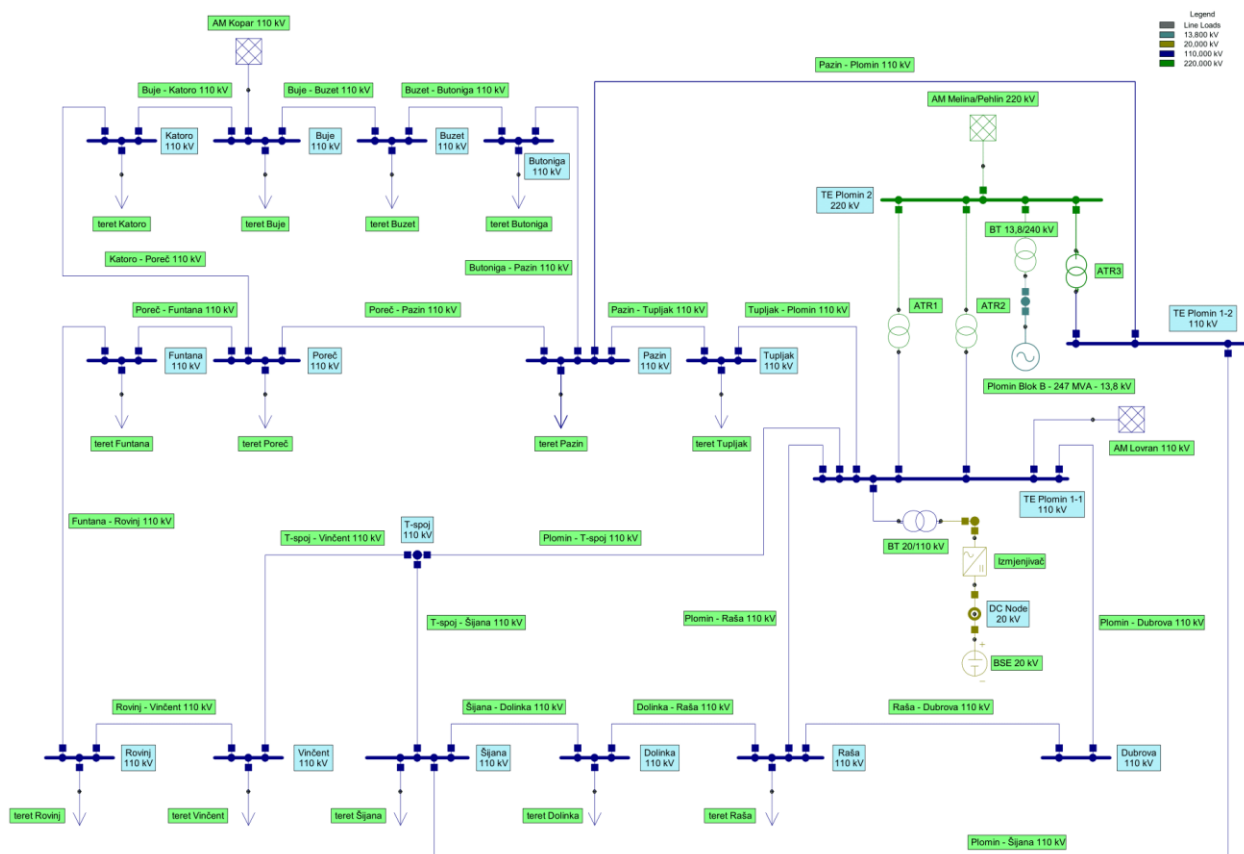 Legend
Line Loads
13,800 kV
20,000 kV
110,000 kV
220,000 kV
AM Kopar 110 kV
Pazin - Plomin 110 kV
Buje - Katoro 110 kV
Buje - Buzet 110 kV
Buzet - Butoniga 110 kV
AM Melina/Pehlin 220 kV
Katoro
110 kV
Buje
110 kV
Buzet
110 kV
Butoniga
110 kV
TE Plomin 2
220 kV
teret Katoro
teret Buje
teret Buzet
teret Butoniga
BT 13,8/240 kV
Katoro - Poreč 110 kV
Butoniga - Pazin 110 kV
ATR3
Poreč - Funtana 110 kV
Poreč - Pazin 110 kV
Pazin - Tupljak 110 kV
Tupljak - Plomin 110 kV
ATR1
ATR2
TE Plomin 1-2
110 kV
Funtana
110 kV
Poreč
110 kV
Pazin
110 kV
Tupljak
110 kV
Plomin Blok B - 247 MVA - 13,8 kV
teret Funtana
teret Poreč
teret Pazin
teret Tupljak
AM Lovran 110 kV
TE Plomin 1-1
110 kV
Funtana - Rovinj 110 kV
T-spoj
110 kV
T-spoj - Vinčent 110 kV
Plomin - T-spoj 110 kV
BT 20/110 kV
Izmjenjivač
DC Node
20 kV
T-spoj - Šijana 110 kV
Plomin - Raša 110 kV
Plomin - Dubrova 110 kV
BSE 20 kV
Rovinj - Vinčent 110 kV
Šijana - Dolinka 110 kV
Dolinka - Raša 110 kV
Raša - Dubrova 110 kV
Rovinj
110 kV
Vinčent
110 kV
Šijana
110 kV
Dolinka
110 kV
Raša
110 kV
Dubrova
110 kV
teret Rovinj
teret Vinčent
teret Šijana
teret Dolinka
teret Raša
Plomin - Šijana 110 kV